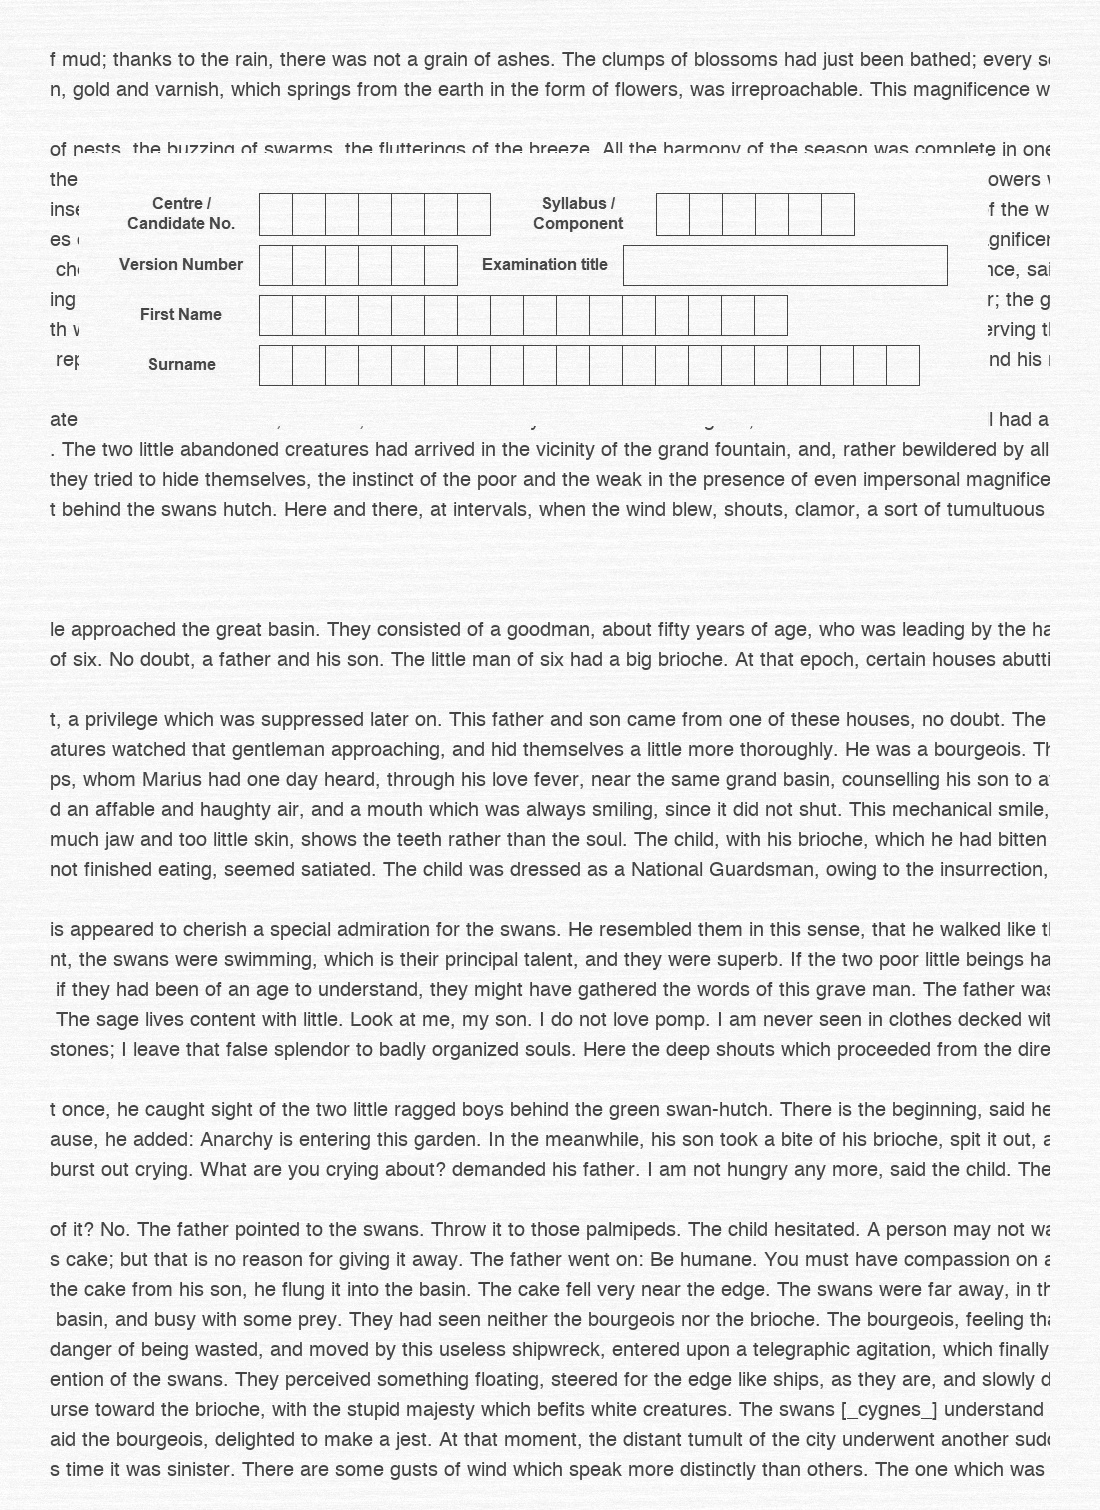 f mud; thanks to the rain, there was not a grain of ashes. The clumps of blossoms had just been bathed; every
n, gold and varnish, which springs from the earth in the form of flowers, was irreproachable. This magnificence w
of nests, the buzzing of swarms, the flutterings of the breeze. All the harmony of the season was complete in one
the
Centre / Candidate No.
Syllabus / Component
Version Number
Examination title
First Name
Surname
of the w
ing
r; the g
nd his
ate
had a
. The two little abandoned creatures had arrived in the vicinity of the grand fountain, and, rather bewildered by all
they tried to hide themselves, the instinct of the poor and the weak in the presence of even impersonal magnifice
t behind the swans hutch. Here and there, at intervals, when the wind blew, shouts, clamor, a sort of tumultuous
le approached the great basin. They consisted of a goodman, about fifty years of age, who was leading by the ha
of six. No doubt, a father and his son. The little man of six had a big brioche. At that epoch, certain houses abutti
t, a privilege which was suppressed later on. This father and son came from one of these houses, no doubt. The
atures watched that gentleman approaching, and hid themselves a little more thoroughly. He was a bourgeois. Th
ps, whom Marius had one day heard, through his love fever, near the same grand basin, counselling his son to a
d an affable and haughty air, and a mouth which was always smiling, since it did not shut. This mechanical smile,
much jaw and too little skin, shows the teeth rather than the soul. The child, with his brioche, which he had bitten
not finished eating, seemed satiated. The child was dressed as a National Guardsman, owing to the insurrection,
is appeared to cherish a special admiration for the swans. He resembled them in this sense, that he walked like t
nt, the swans were swimming, which is their principal talent, and they were superb. If the two poor little beings ha
if they had been of an age to understand, they might have gathered the words of this grave man. The father was
The sage lives content with little. Look at me, my son. I do not love pomp. I am never seen in clothes decked wit
stones; I leave that false splendor to badly organized souls. Here the deep shouts which proceeded from the dire
t once, he caught sight of the two little ragged boys behind the green swan-hutch. There is the beginning, said he
ause, he added: Anarchy is entering this garden. In the meanwhile, his son took a bite of his brioche, spit it out, a
burst out crying. What are you crying about? demanded his father. I am not hungry any more, said the child. The
of it? No. The father pointed to the swans. Throw it to those palmipeds. The child hesitated. A person may not wa
s cake; but that is no reason for giving it away. The father went on: Be humane. You must have compassion on a
the cake from his son, he flung it into the basin. The cake fell very near the edge. The swans were far away, in th
basin, and busy with some prey. They had seen neither the bourgeois nor the brioche. The bourgeois, feeling tha
danger of being wasted, and moved by this useless shipwreck, entered upon a telegraphic agitation, which finally
ention of the swans. They perceived something floating, steered for the edge like ships, as they are, and slowly d
urse toward the brioche, with the stupid majesty which befits white creatures. The swans [_cygnes_] understand
aid the bourgeois, delighted to make a jest. At that moment, the distant tumult of the city underwent another sud
s time it was sinister. There are some gusts of wind which speak more distinctly than others. The one which was